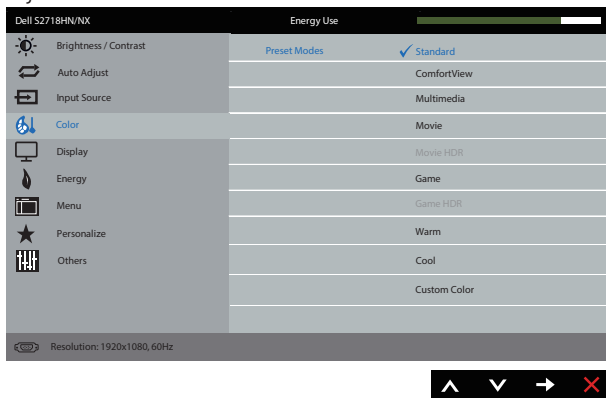 Dell S2718HN/NX Energy Use
Brightness / Contrast
Auto Adjust
Input Source
Color
Display
Energy
Menu
Personalize
Others
Preset Modes Standard
ComfortView
Multimedia
Movie
Movie HDR
Game
Game HDR
Warm
Cool
Custom Color
Resolution: 1920x1080, 60Hz